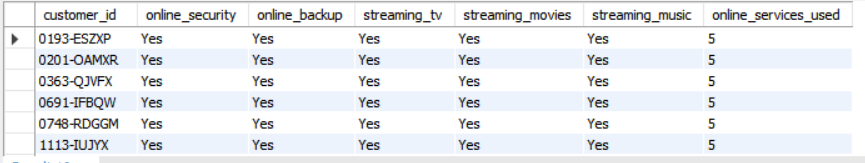 customer_id online_security online_backup streaming_tv streaming_movies streaming_music online_services_used
0193-ESZXP Yes Yes Yes Yes Yes 5
0201-OAMXR Yes Yes Yes Yes Yes 5
0363-QJVFX Yes Yes Yes Yes Yes 5
0691-IFBQW Yes Yes Yes Yes Yes 5
0748-RDGGM Yes Yes Yes Yes Yes 5
1113-IUJYX Yes Yes Yes Yes Yes 5